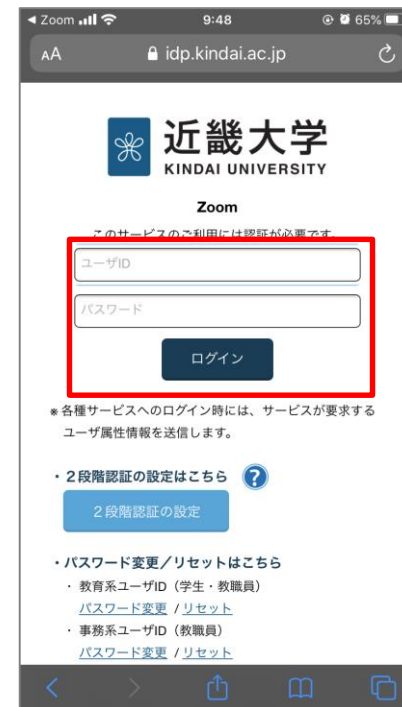 Zoom 9:48 65%
AA idp.kindai.ac.jp
近畿大学
KINDAI UNIVERSITY
Zoom
このサービスのご利用には認証が必要です。
ユーザID
パスワード
ログイン
※各種サービスへのログイン時には、サービスが要求する
ユーザ属性情報を送信します。
・2段階認証の設定はこちら ?
2段階認証の設定
・パスワード変更／リセットはこちら
・ 教育系ユーザID（学生・教職員）
パスワード変更 / リセット
・ 事務系ユーザID（教職員）
パスワード変更 / リセット